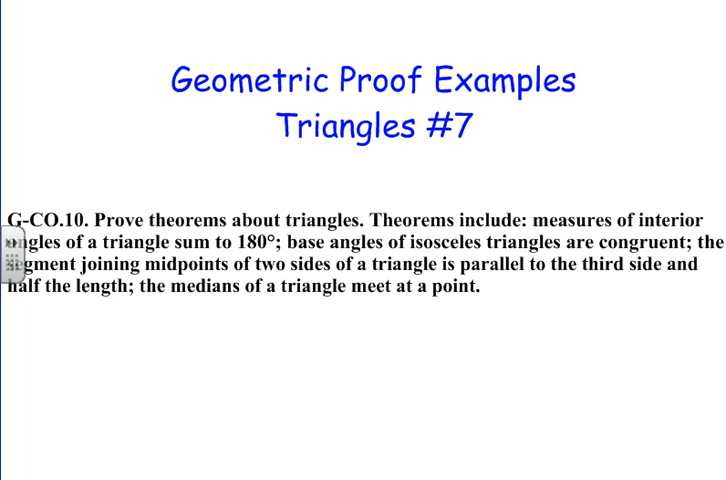 Geometric Proof Examples
Triangles #7
G-CO.10. Prove theorems about triangles. Theorems include: measures of interior
angles of a triangle sum to 180°; base angles of isosceles triangles are congruent; the
segment joining midpoints of two sides of a triangle is parallel to the third side and
half the length; the medians of a triangle meet at a point.